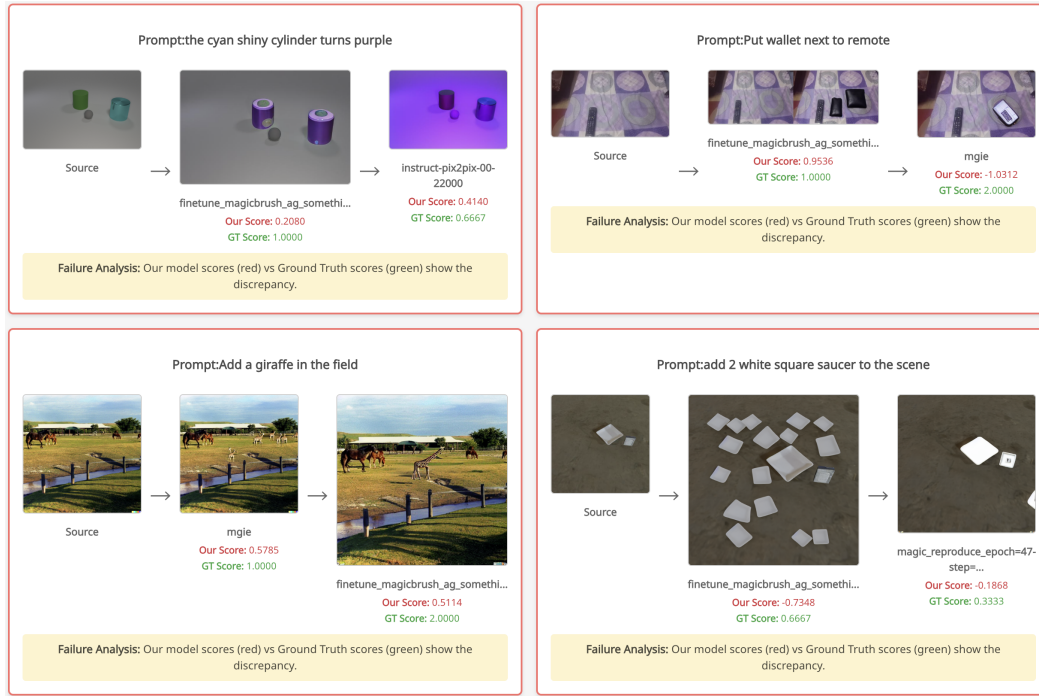 Prompt:the cyan shiny cylinder turns purple
Source
→
finetune_magicbrush_ag_somethi...
Our Score: 0.2080
GT Score: 1.0000
→
instruct-pix2pix-00-
22000
Our Score: 0.4140
GT Score: 0.6667
Failure Analysis: Our model scores (red) vs Ground Truth scores (green) show the
discrepancy.
Prompt:Put wallet next to remote
Source
→
finetune_magicbrush_ag_somethi...
Our Score: 0.9536
GT Score: 1.0000
→
mgie
Our Score: -1.0312
GT Score: 2.0000
Failure Analysis: Our model scores (red) vs Ground Truth scores (green) show the
discrepancy.
Prompt:Add a giraffe in the field
Source
→
mgie
Our Score: 0.5785
GT Score: 1.0000
→
finetune_magicbrush_ag_somethi...
Our Score: 0.5114
GT Score: 2.0000
Failure Analysis: Our model scores (red) vs Ground Truth scores (green) show the
discrepancy.
Prompt:add 2 white square saucer to the scene
Source
→
finetune_magicbrush_ag_somethi...
Our Score: -0.7348
GT Score: 0.6667
→
magic_reproduce_epoch=47-
step=...
Our Score: -0.1868
GT Score: 0.3333
Failure Analysis: Our model scores (red) vs Ground Truth scores (green) show the
discrepancy.